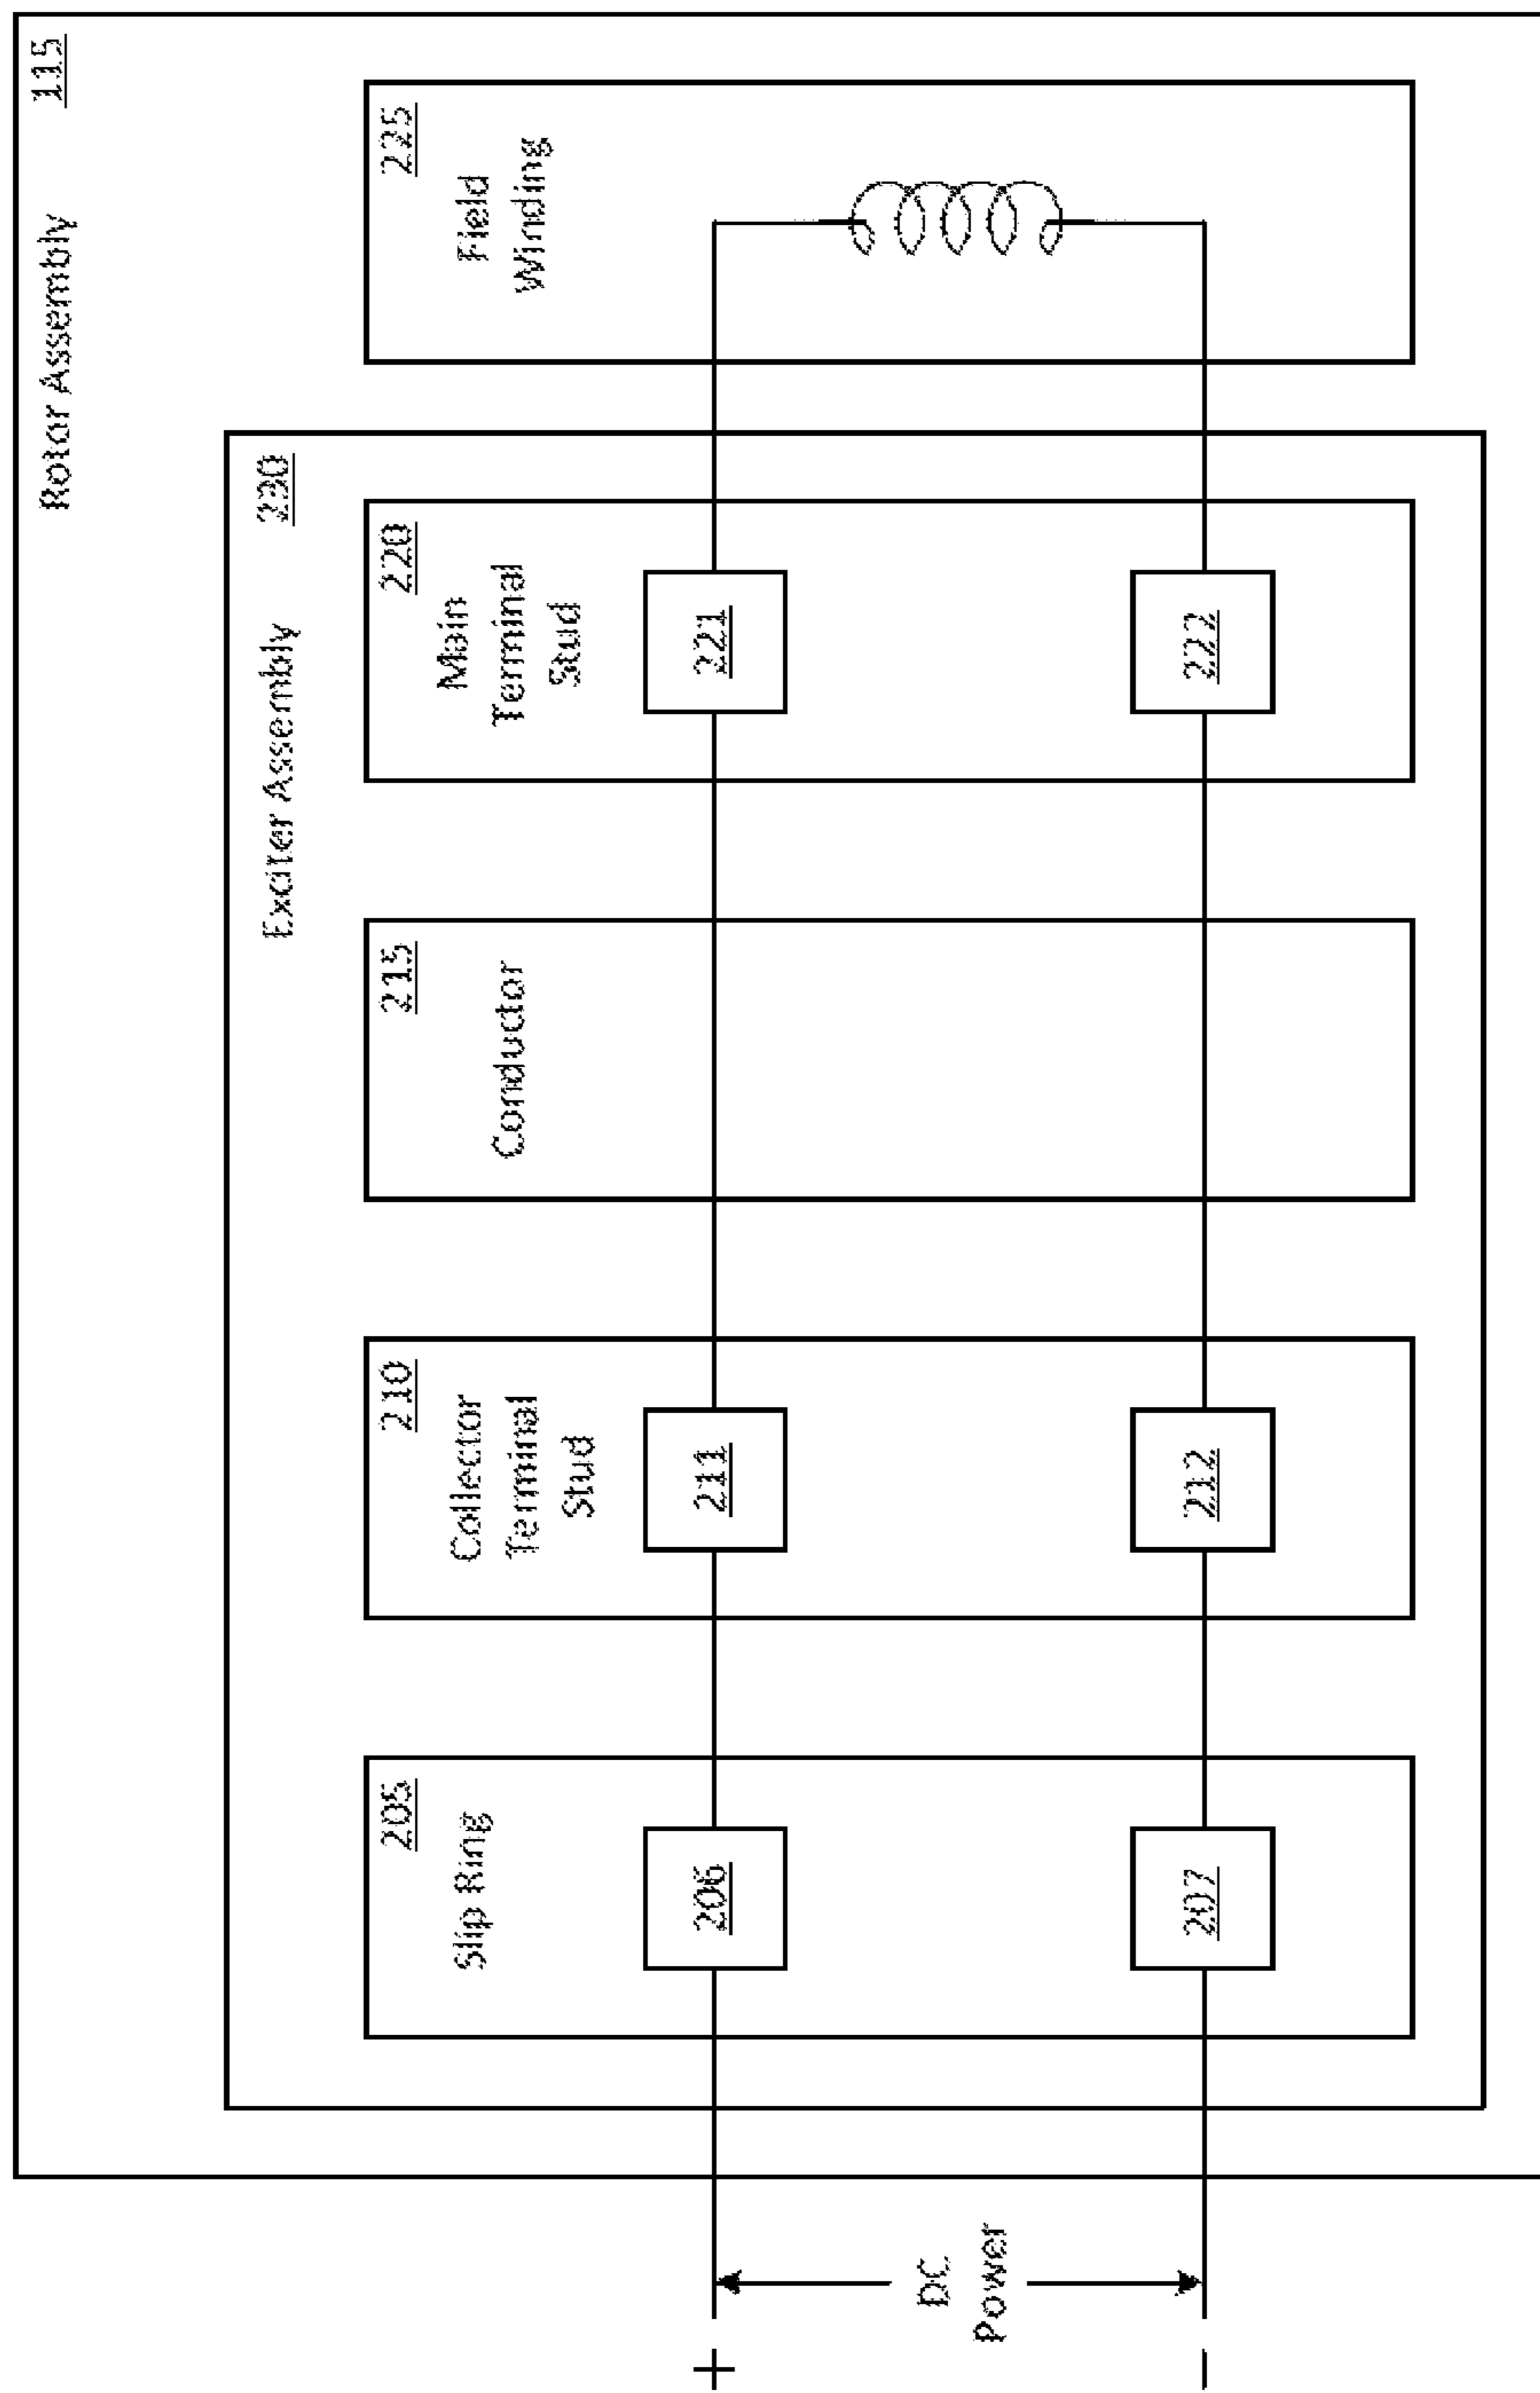 Rotor Assembly
115
Exciter Assembly
230
205
Slip Ring
206
207
210
Collector
Terminal
Stud
211
212
215
Conductor
220
Main
Terminal
Stud
221
222
225
Field
Winding
+
DC
Power
−